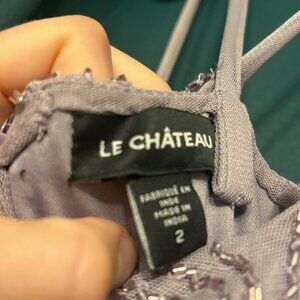 LE CHÂTEAU
FABRIQUÉ EN
INDE
MADE IN
INDIA
2